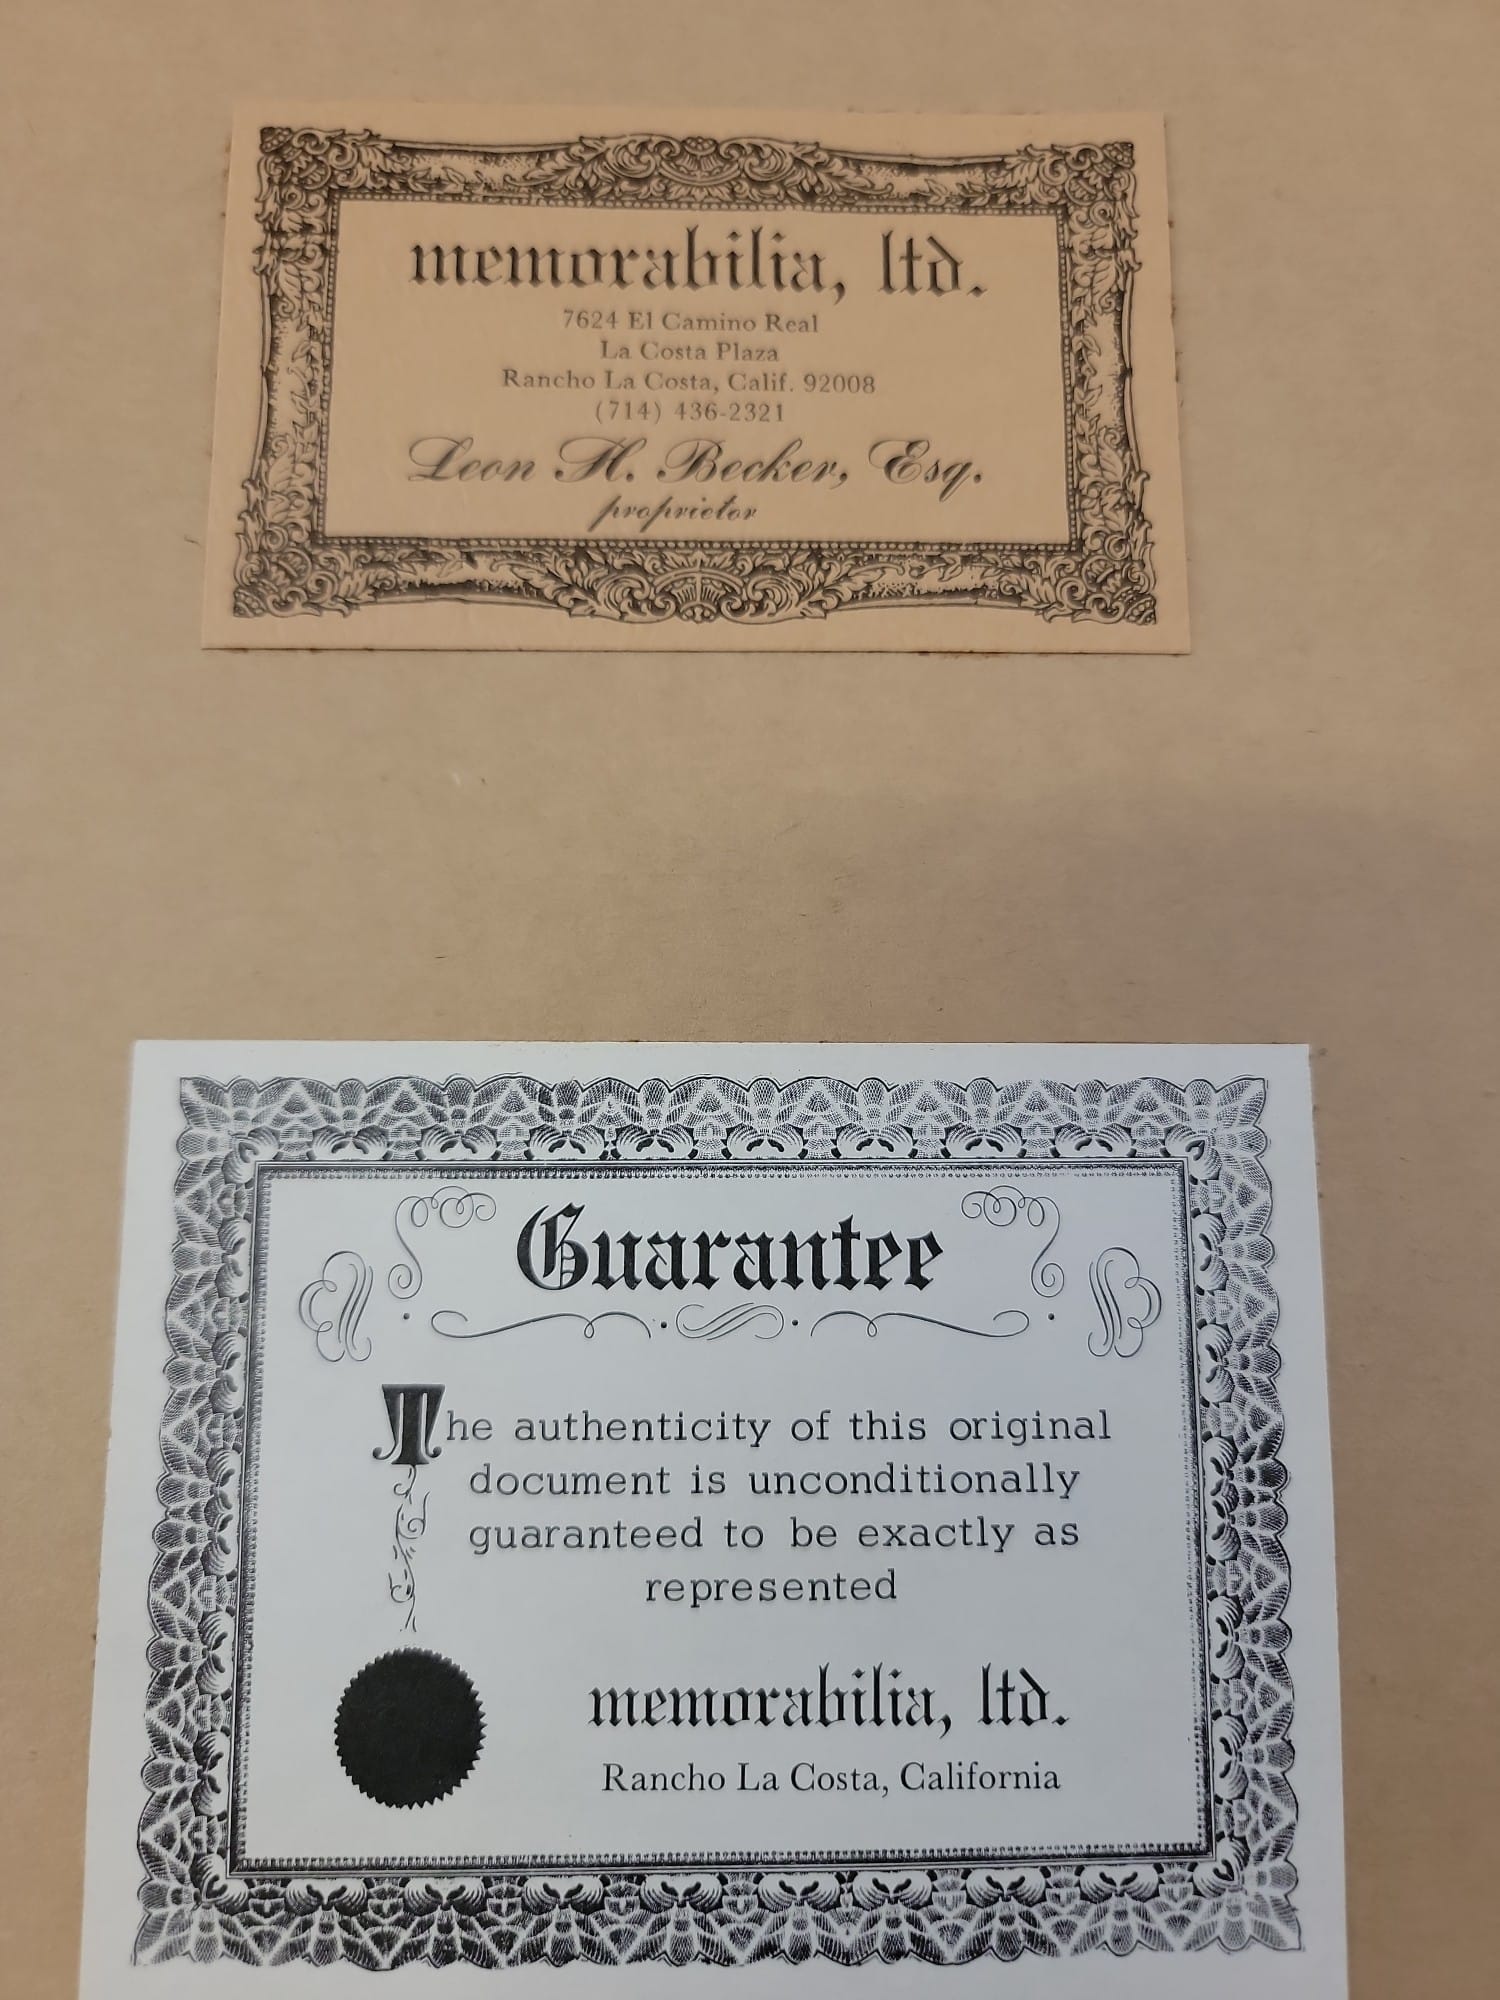 memorabilia, ltd.
7624 El Camino Real
La Costa Plaza
Rancho La Costa, Calif. 92008
(714) 436-2321
Leon H. Becker, Esq.
proprietor
Guarantee
The authenticity of this original
document is unconditionally
guaranteed to be exactly as
represented
memorabilia, ltd.
Rancho La Costa, California